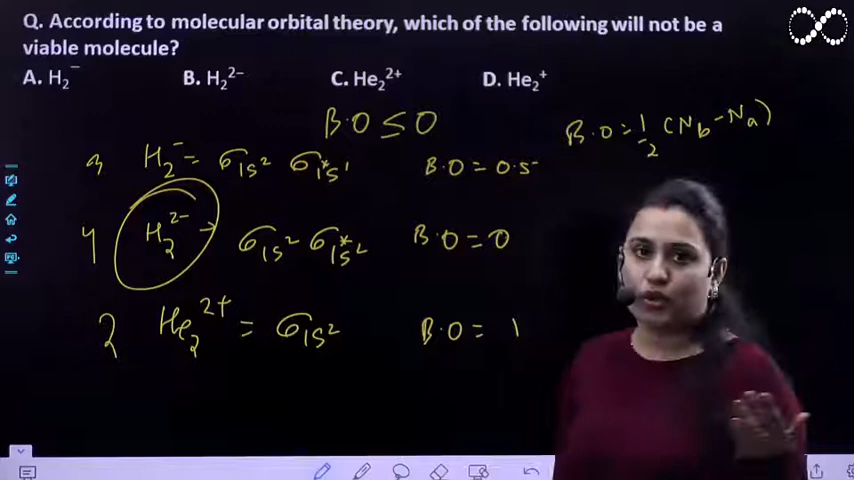 Q. According to molecular orbital theory, which of the following will not be a
viable molecule?
A. H₂⁻ B. H₂²⁻ C. He₂²⁺ D. He₂⁺
B.O ≤ 0
B.O = 1/2 (Nb - Na)
3 H₂⁻ = σ1s² σ*1s¹ B.O = 0.5
4 H₂²⁻ → σ1s² σ*1s² B.O = 0
2 He₂²⁺ = σ1s² B.O = 1